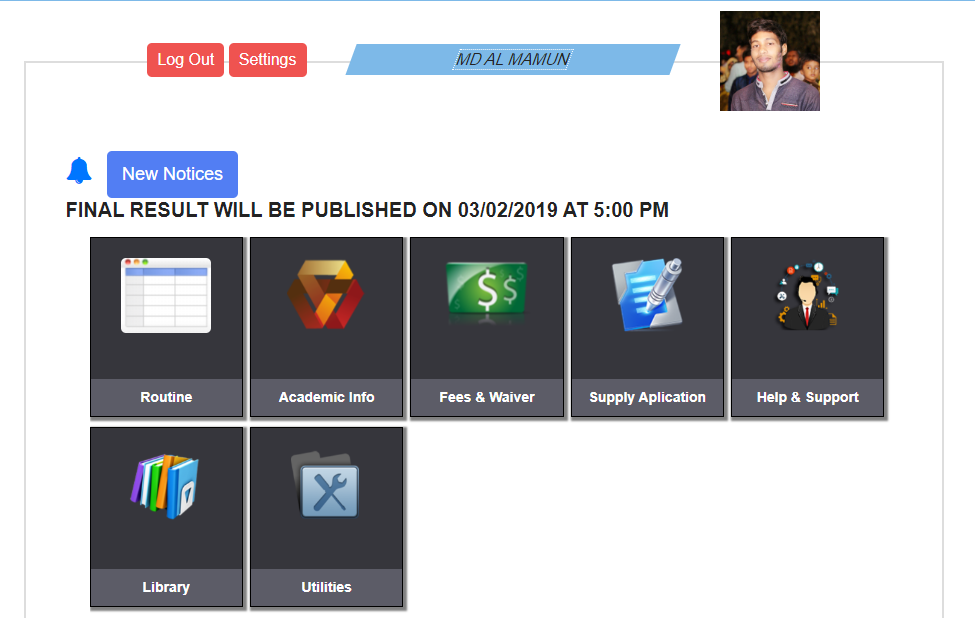 Log Out Settings MD AL MAMUN
New Notices
FINAL RESULT WILL BE PUBLISHED ON 03/02/2019 AT 5:00 PM
Routine Academic Info Fees & Waiver Supply Aplication Help & Support
Library Utilities